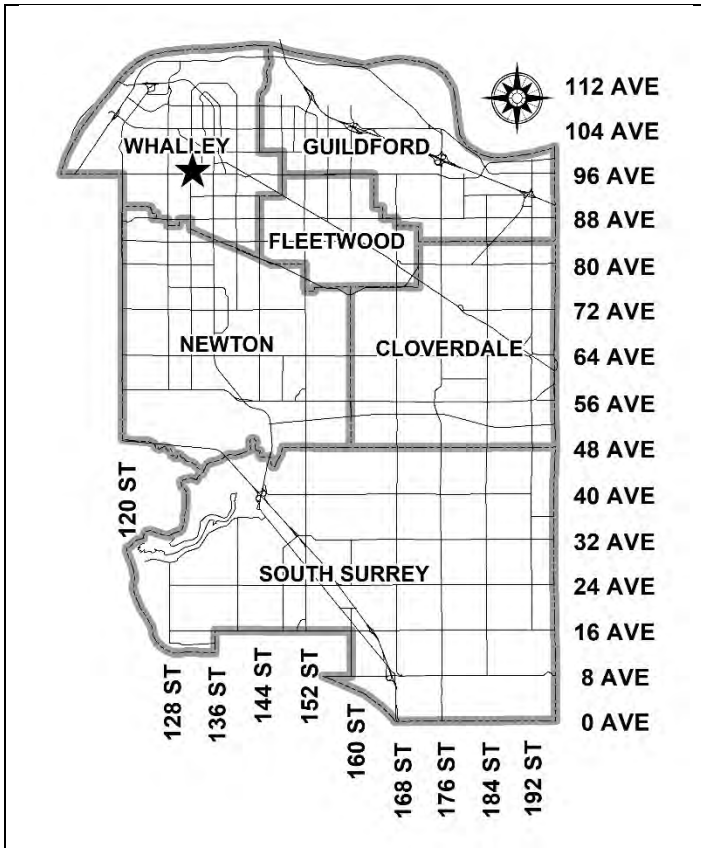 112 AVE
104 AVE
WHALLEY
GUILDFORD
96 AVE
88 AVE
FLEETWOOD
80 AVE
72 AVE
NEWTON
CLOVERDALE
64 AVE
56 AVE
48 AVE
120 ST
40 AVE
32 AVE
SOUTH SURREY
24 AVE
16 AVE
128 ST
136 ST
144 ST
152 ST
160 ST
8 AVE
0 AVE
168 ST
176 ST
184 ST
192 ST